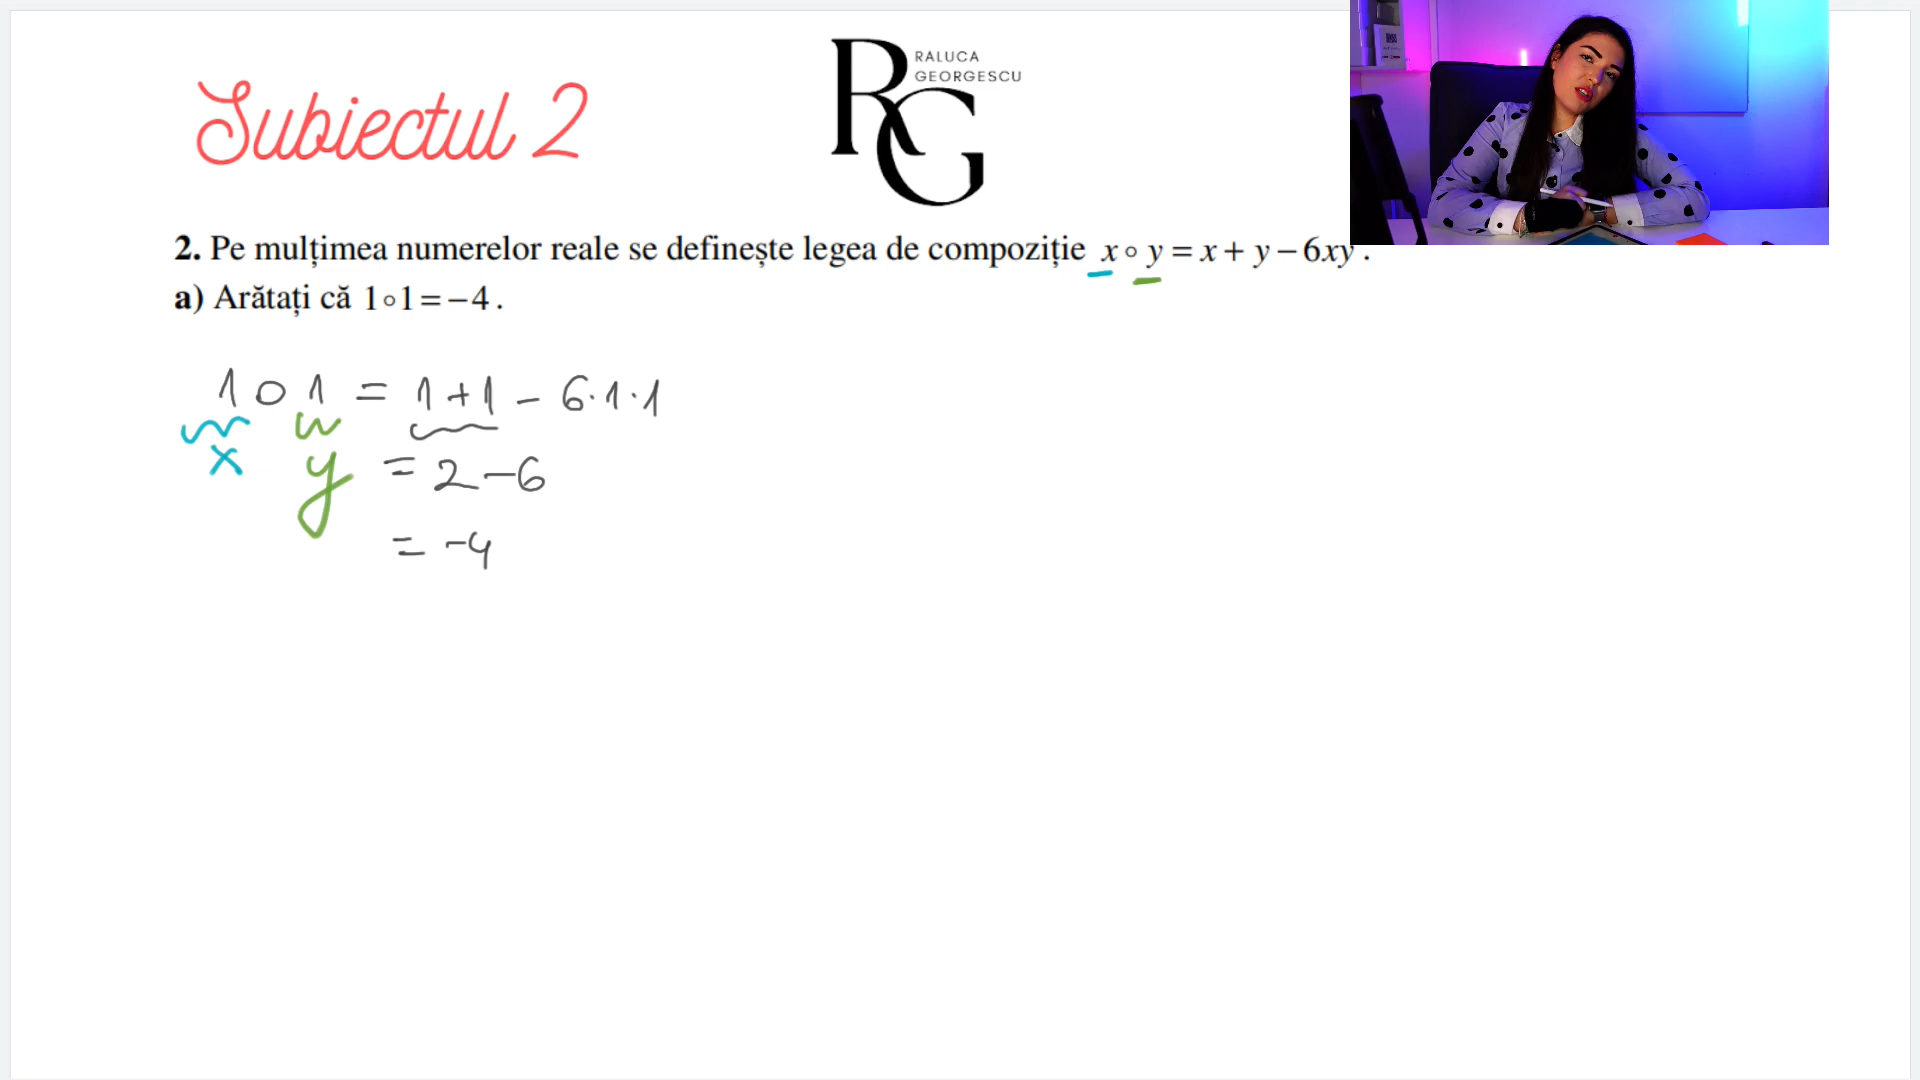 Subiectul 2
RG
RALUCA
GEORGESCU
2. Pe mulțimea numerelor reale se definește legea de compoziție x∘y=x+y−6xy.
a) Arătați că 1∘1=−4.
1 ∘ 1 = 1+1 − 6·1·1
x y = 2−6
= −4